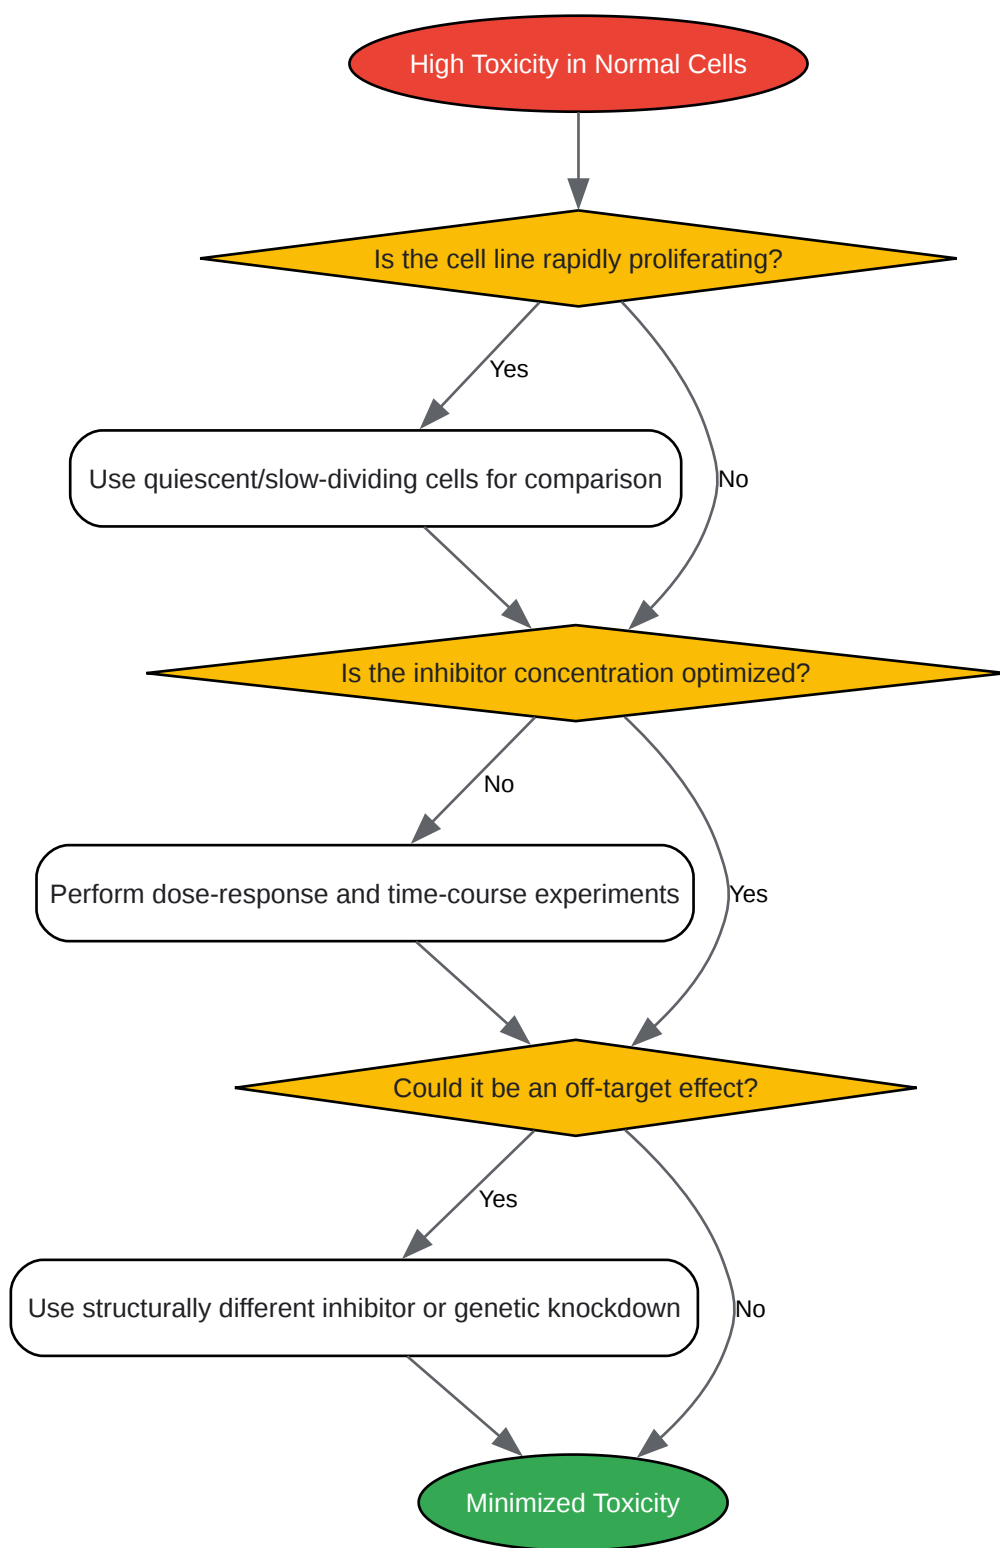 High Toxicity in Normal Cells
Is the cell line rapidly proliferating?
Yes
Use quiescent/slow-dividing cells for comparison
No
Is the inhibitor concentration optimized?
No
Perform dose-response and time-course experiments
Yes
Could it be an off-target effect?
Yes
Use structurally different inhibitor or genetic knockdown
No
Minimized Toxicity